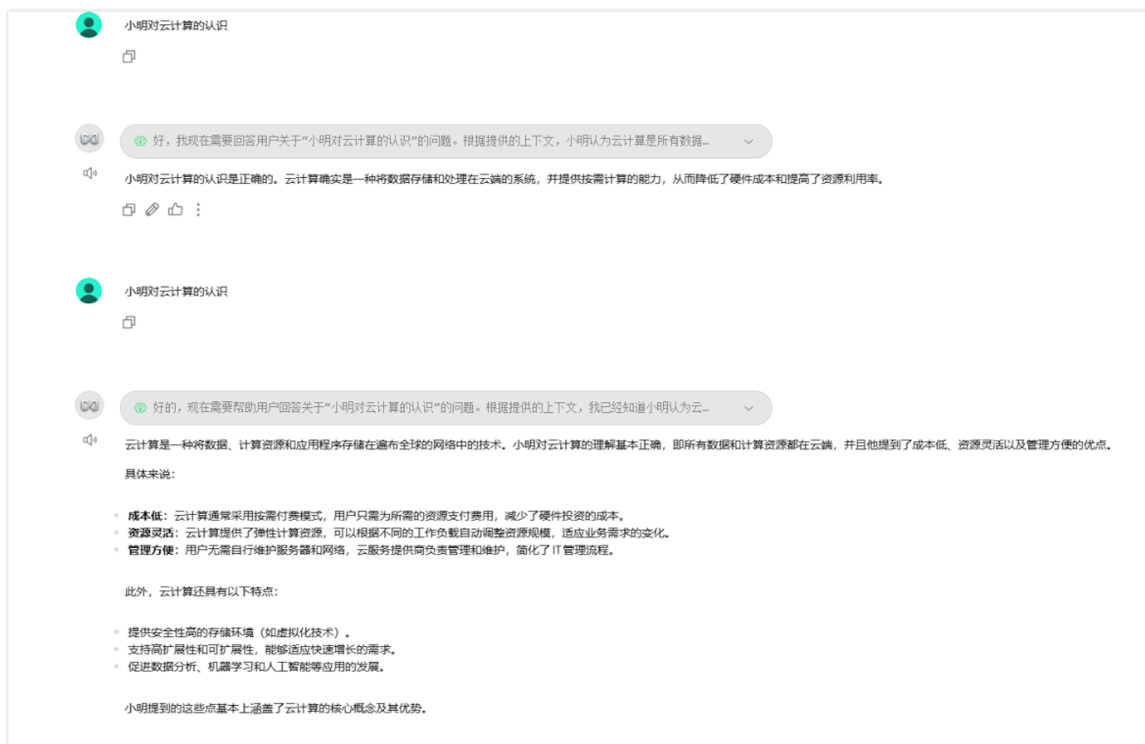 小明对云计算的认识
好，我现在需要回答用户关于“小明对云计算的认识”的问题。根据提供的上下文，小明认为云计算是所有数据…
小明对云计算的认识是正确的。云计算确实是一种将数据存储和处理在云端的系统，并提供按需计算的能力，从而降低了硬件成本和提高了资源利用率。
小明对云计算的认识
好的，现在需要帮助用户回答关于“小明对云计算的认识”的问题。根据提供的上下文，我已经知道小明认为云…
云计算是一种将数据、计算资源和应用程序存储在遍布全球的网络中的技术。小明对云计算的理解基本正确，即所有数据和计算资源都在云端，并且他提到了成本低、资源灵活以及管理方便的优点。
具体来说：
成本低：云计算通常采用按需付费模式，用户只需为所需的资源支付费用，减少了硬件投资的成本。
资源灵活：云计算提供了弹性计算资源，可以根据不同的工作负载自动调整资源规模，适应业务需求的变化。
管理方便：用户无需自行维护服务器和网络，云服务提供商负责管理和维护，简化了IT管理流程。
此外，云计算还具有以下特点：
提供安全性高的存储环境（如虚拟化技术）。
支持高扩展性和可扩展性，能够适应快速增长的需求。
促进数据分析、机器学习和人工智能等应用的发展。
小明提到的这些点基本上涵盖了云计算的核心概念及其优势。